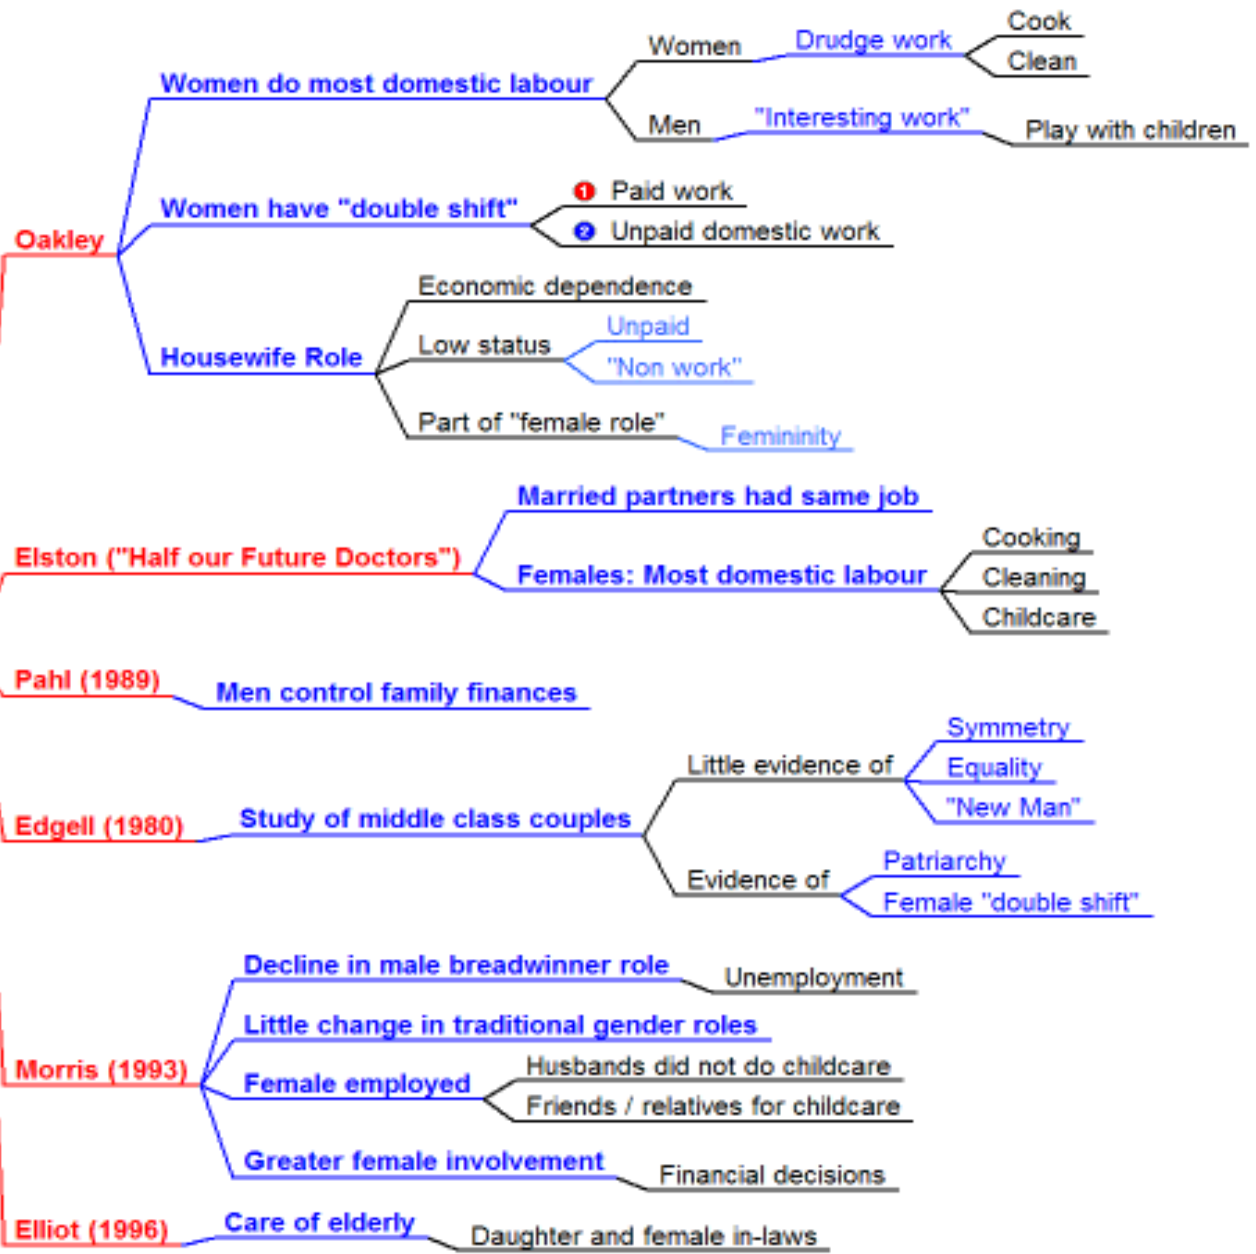 Oakley
Women do most domestic labour
Women
Drudge work
Cook
Clean
Men
"Interesting work"
Play with children
Women have "double shift"
1 Paid work
2 Unpaid domestic work
Housewife Role
Economic dependence
Low status
Unpaid
"Non work"
Part of "female role"
Femininity
Elston ("Half our Future Doctors")
Married partners had same job
Females: Most domestic labour
Cooking
Cleaning
Childcare
Pahl (1989)
Men control family finances
Edgell (1980)
Study of middle class couples
Little evidence of
Symmetry
Equality
"New Man"
Evidence of
Patriarchy
Female "double shift"
Morris (1993)
Decline in male breadwinner role
Unemployment
Little change in traditional gender roles
Female employed
Husbands did not do childcare
Friends / relatives for childcare
Greater female involvement
Financial decisions
Elliot (1996)
Care of elderly
Daughter and female in-laws